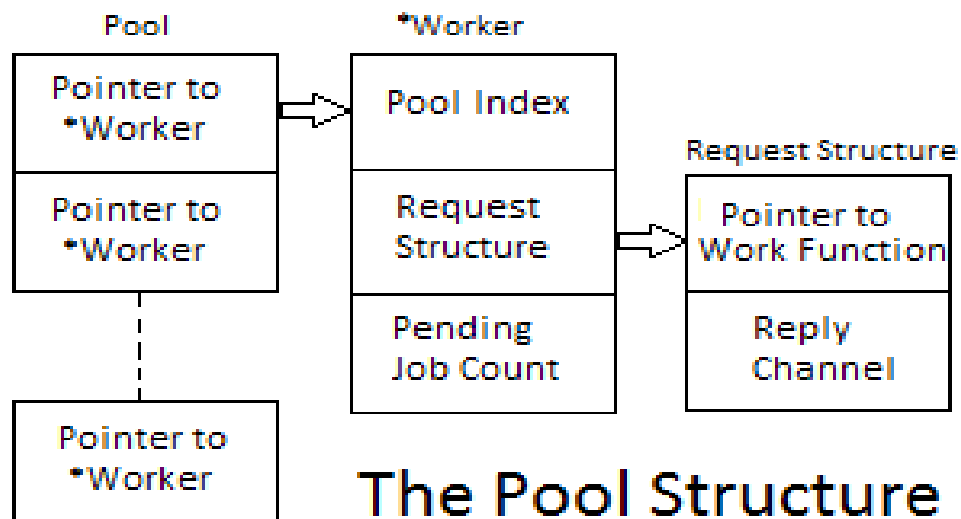 Pool
Pointer to
*Worker
Pointer to
*Worker
Pointer to
*Worker
*Worker
Pool Index
Request
Structure
Pending
Job Count
Request Structure
Pointer to
Work Function
Reply
Channel
The Pool Structure